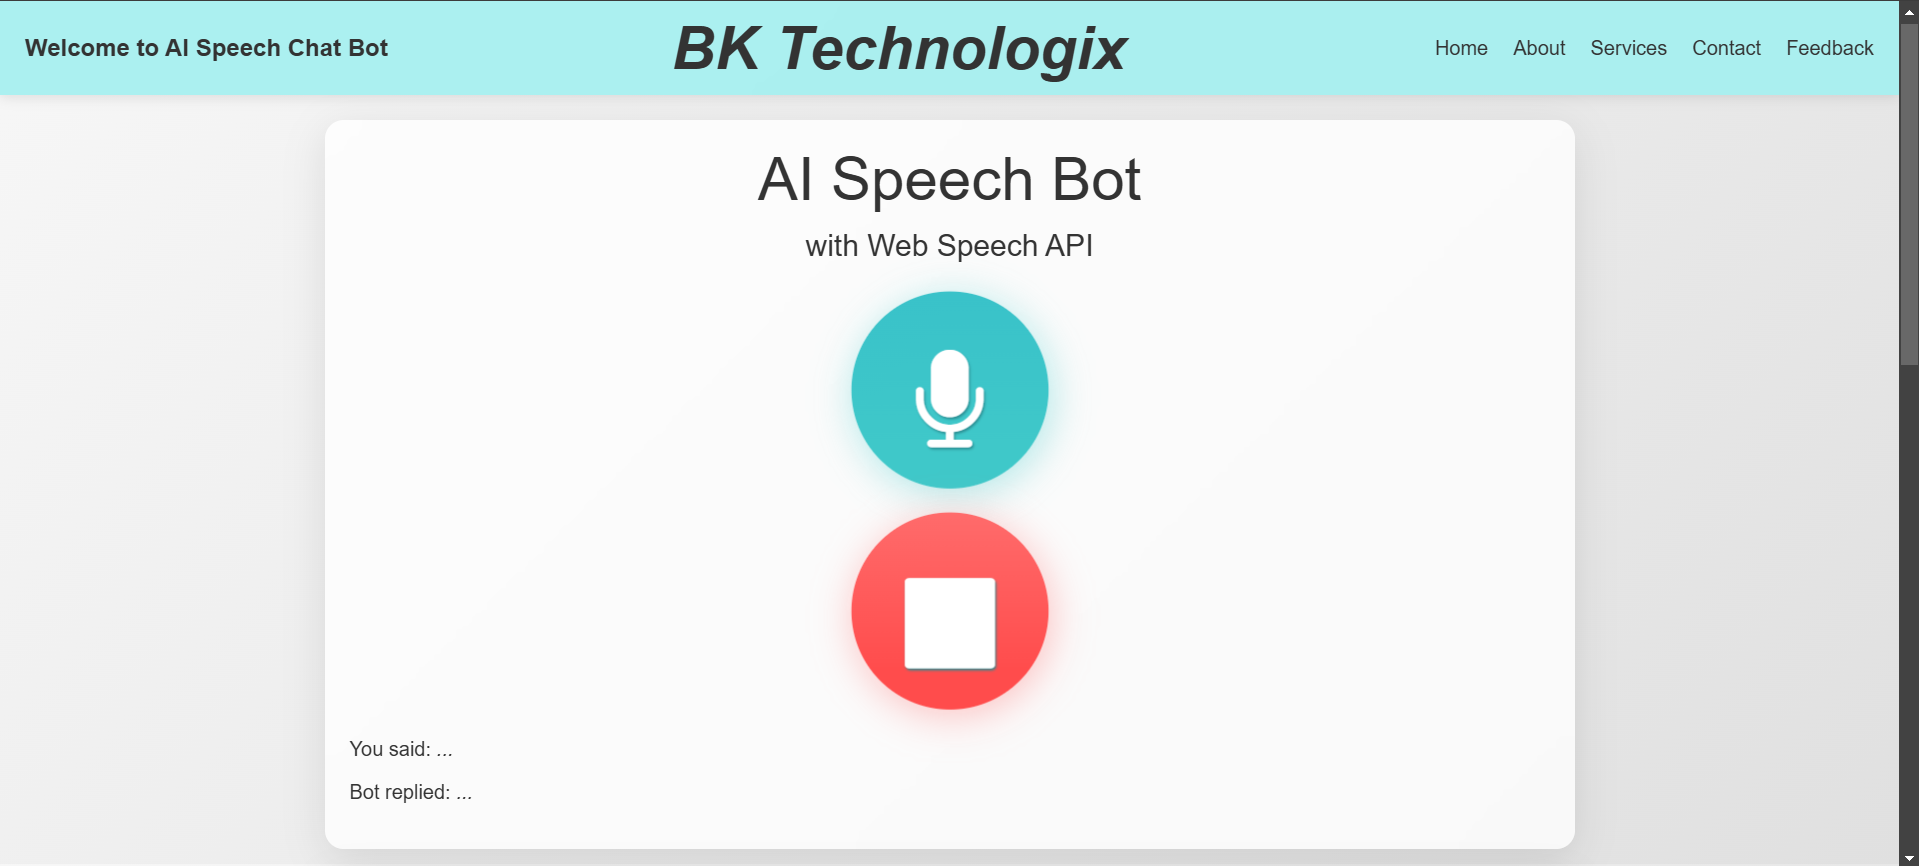 Welcome to AI Speech Chat Bot
BK Technologix
Home About Services Contact Feedback
AI Speech Bot
with Web Speech API
You said: ...
Bot replied: ...